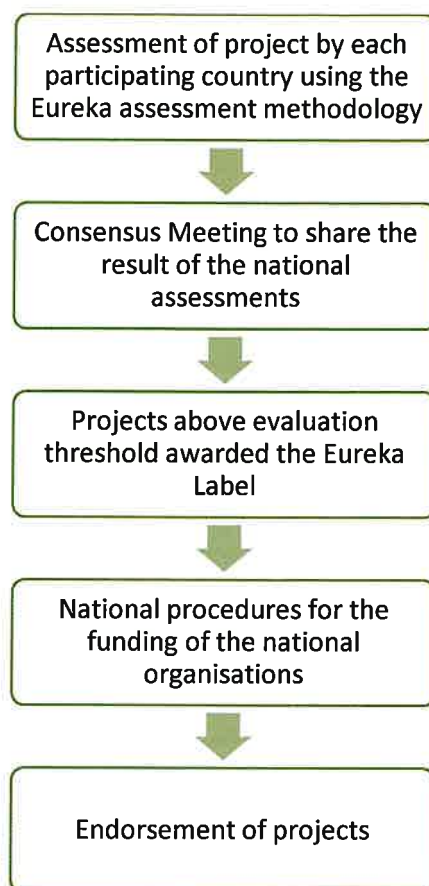 Assessment of project by each
participating country using the
Eureka assessment methodology
Consensus Meeting to share the
result of the national
assessments
Projects above evaluation
threshold awarded the Eureka
Label
National procedures for the
funding of the national
organisations
Endorsement of projects